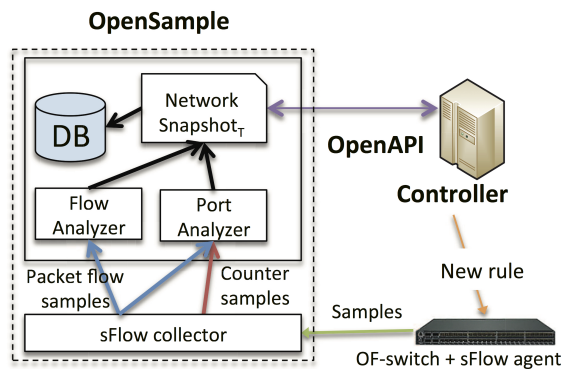 OpenSample
Network
Snapshot_T
DB
OpenAPI
Controller
Flow
Analyzer
Port
Analyzer
Packet flow
samples
Counter
samples
New rule
Samples
sFlow collector
OF-switch + sFlow agent